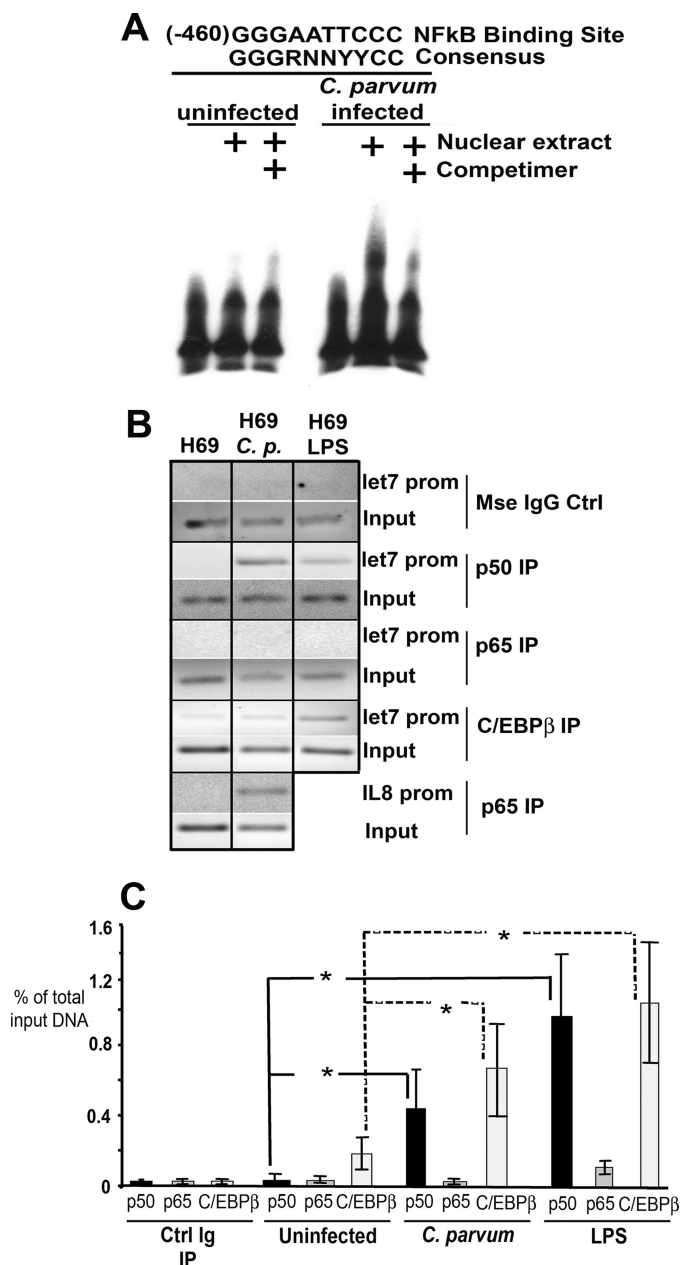 A
(-460)GGGAATTCCC NFkB Binding Site
GGGRNNYYCC Consensus
uninfected
C. parvum
infected
+ + Nuclear extract
+ Competimer
+ +
+
B
H69
H69
C. p.
H69
LPS
let7 prom
Input
Mse IgG Ctrl
let7 prom
Input
p50 IP
let7 prom
Input
p65 IP
let7 prom
Input
C/EBPβ IP
IL8 prom
Input
p65 IP
C
% of total
input DNA
1.6
1.2
0.8
0.4
0
*
*
*
*
p50 p65 C/EBPβ
p50 p65 C/EBPβ
p50 p65 C/EBPβ
p50 p65 C/EBPβ
Ctrl Ig
IP
Uninfected
C. parvum
LPS